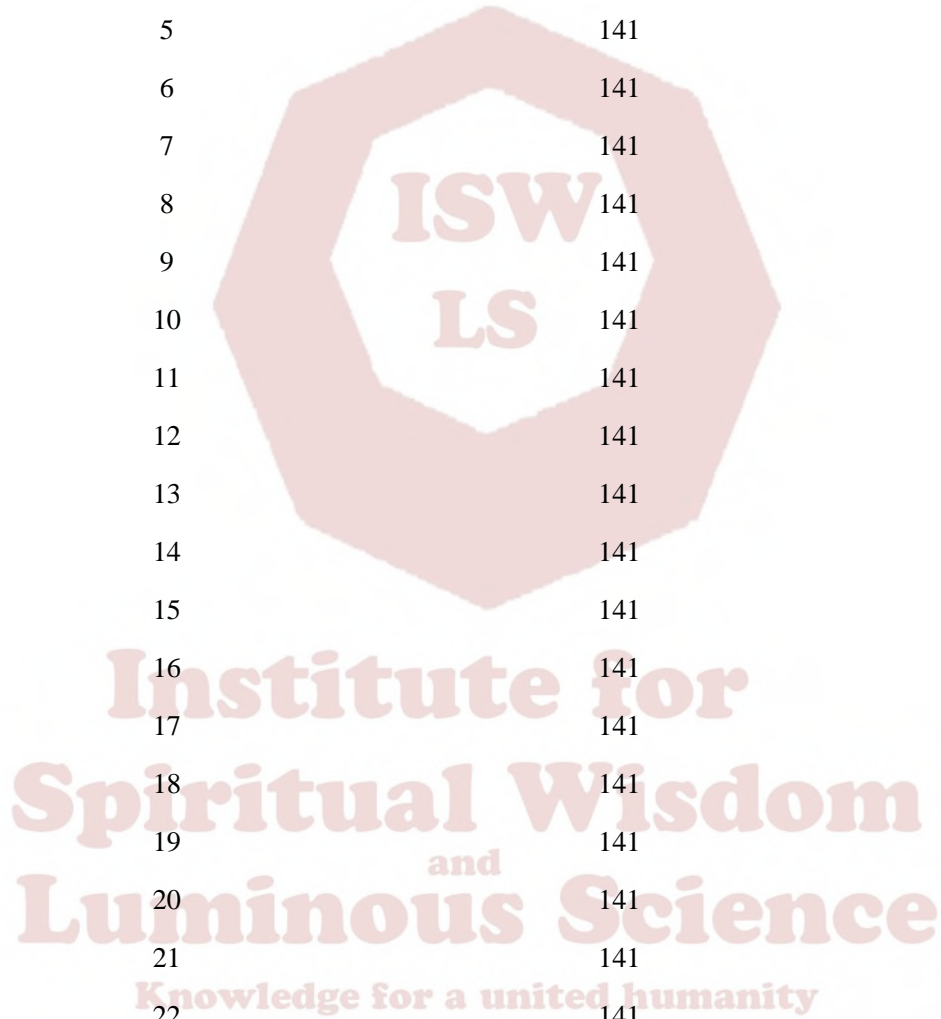 5 141
6 141
7 141
ISW
8 141
9 141
LS
10 141
11 141
12 141
13 141
14 141
15 141
Institute for
16 141
17 141
Spiritual Wisdom
18 141
19 141
and
Luminous Science
20 141
21 141
Knowledge for a united humanity
22 141